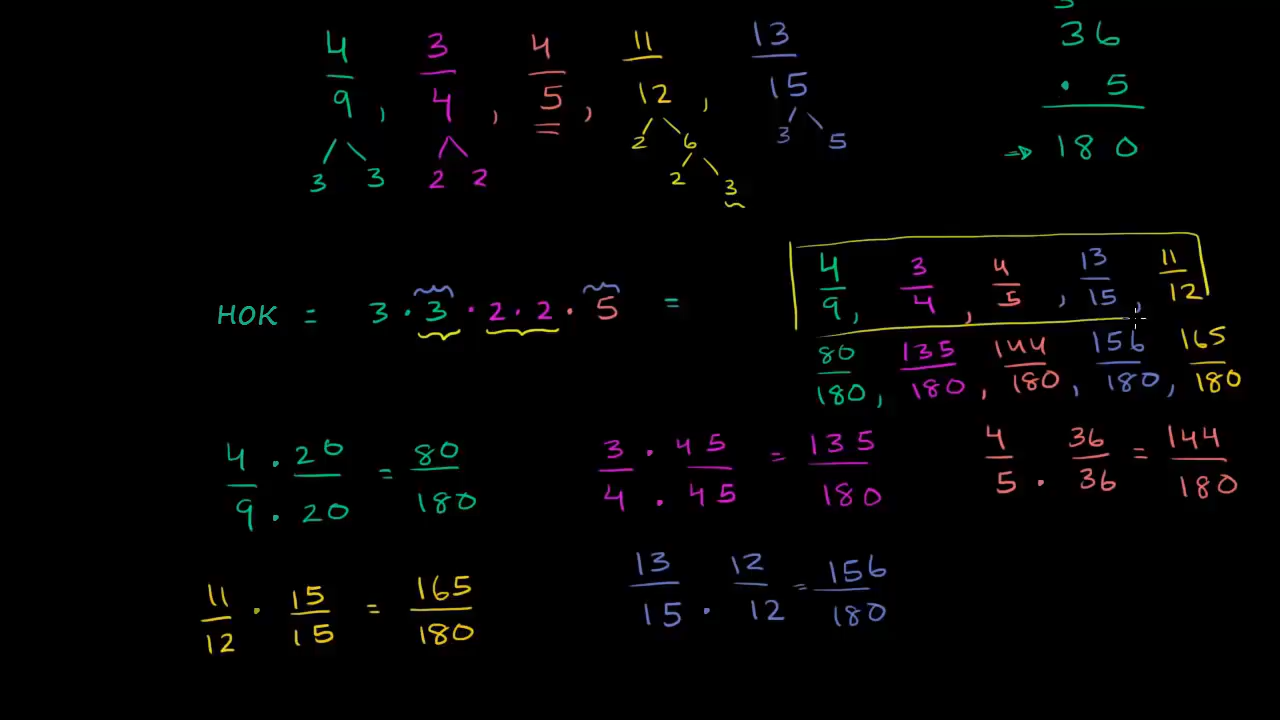 4/9, 3/4, 4/5, 11/12, 13/15
3 3 2 2 2 6 3 5
2 3
36
· 5
→ 180
НОК = 3 · 3 · 2 · 2 · 5 =
4/9, 3/4, 4/5, 13/15, 11/12
80/180, 135/180, 144/180, 156/180, 165/180
4/9 · 20/20 = 80/180
3/4 · 45/45 = 135/180
4/5 · 36/36 = 144/180
11/12 · 15/15 = 165/180
13/15 · 12/12 = 156/180